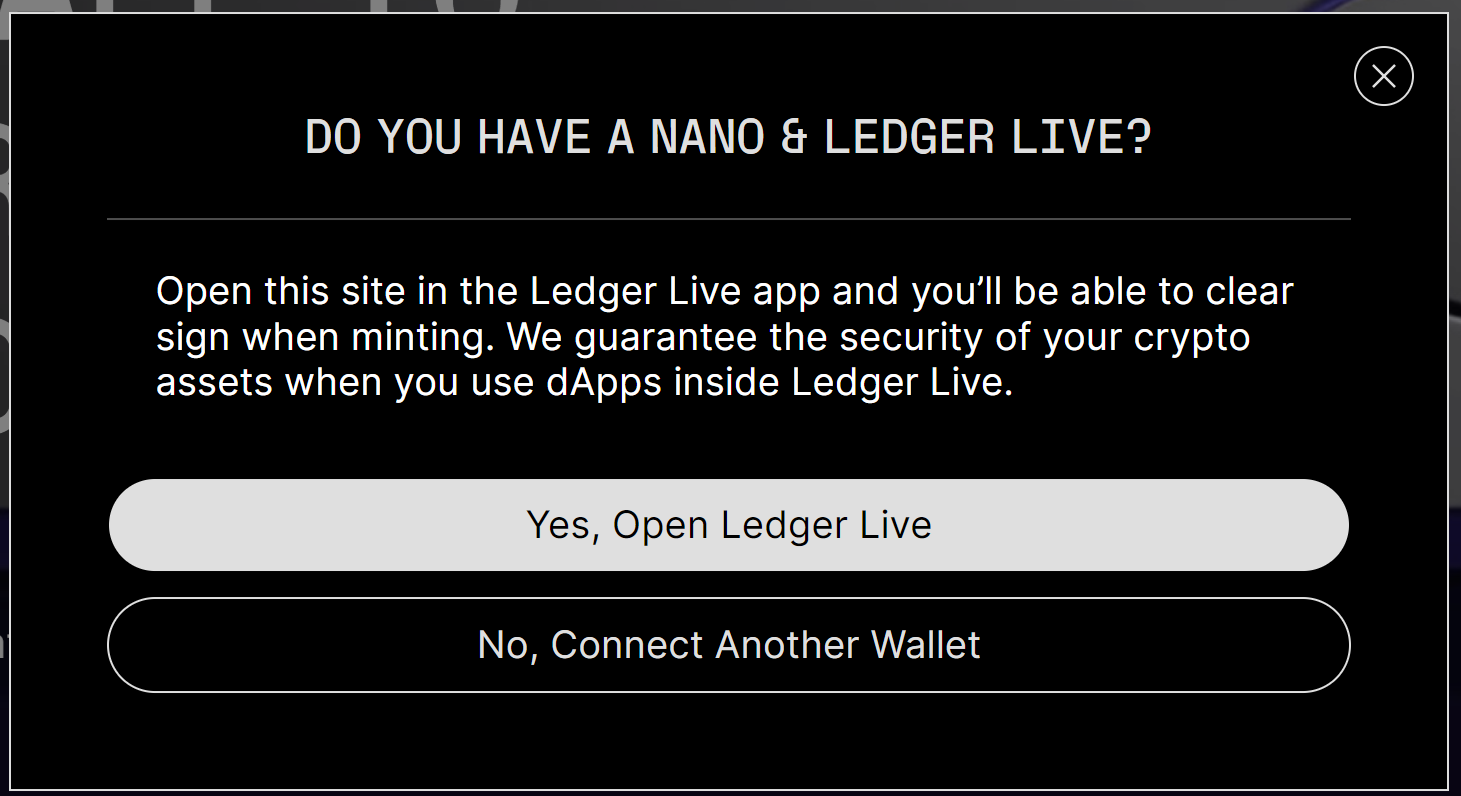 DO YOU HAVE A NANO & LEDGER LIVE?
Open this site in the Ledger Live app and you’ll be able to clear
sign when minting. We guarantee the security of your crypto
assets when you use dApps inside Ledger Live.
Yes, Open Ledger Live
No, Connect Another Wallet